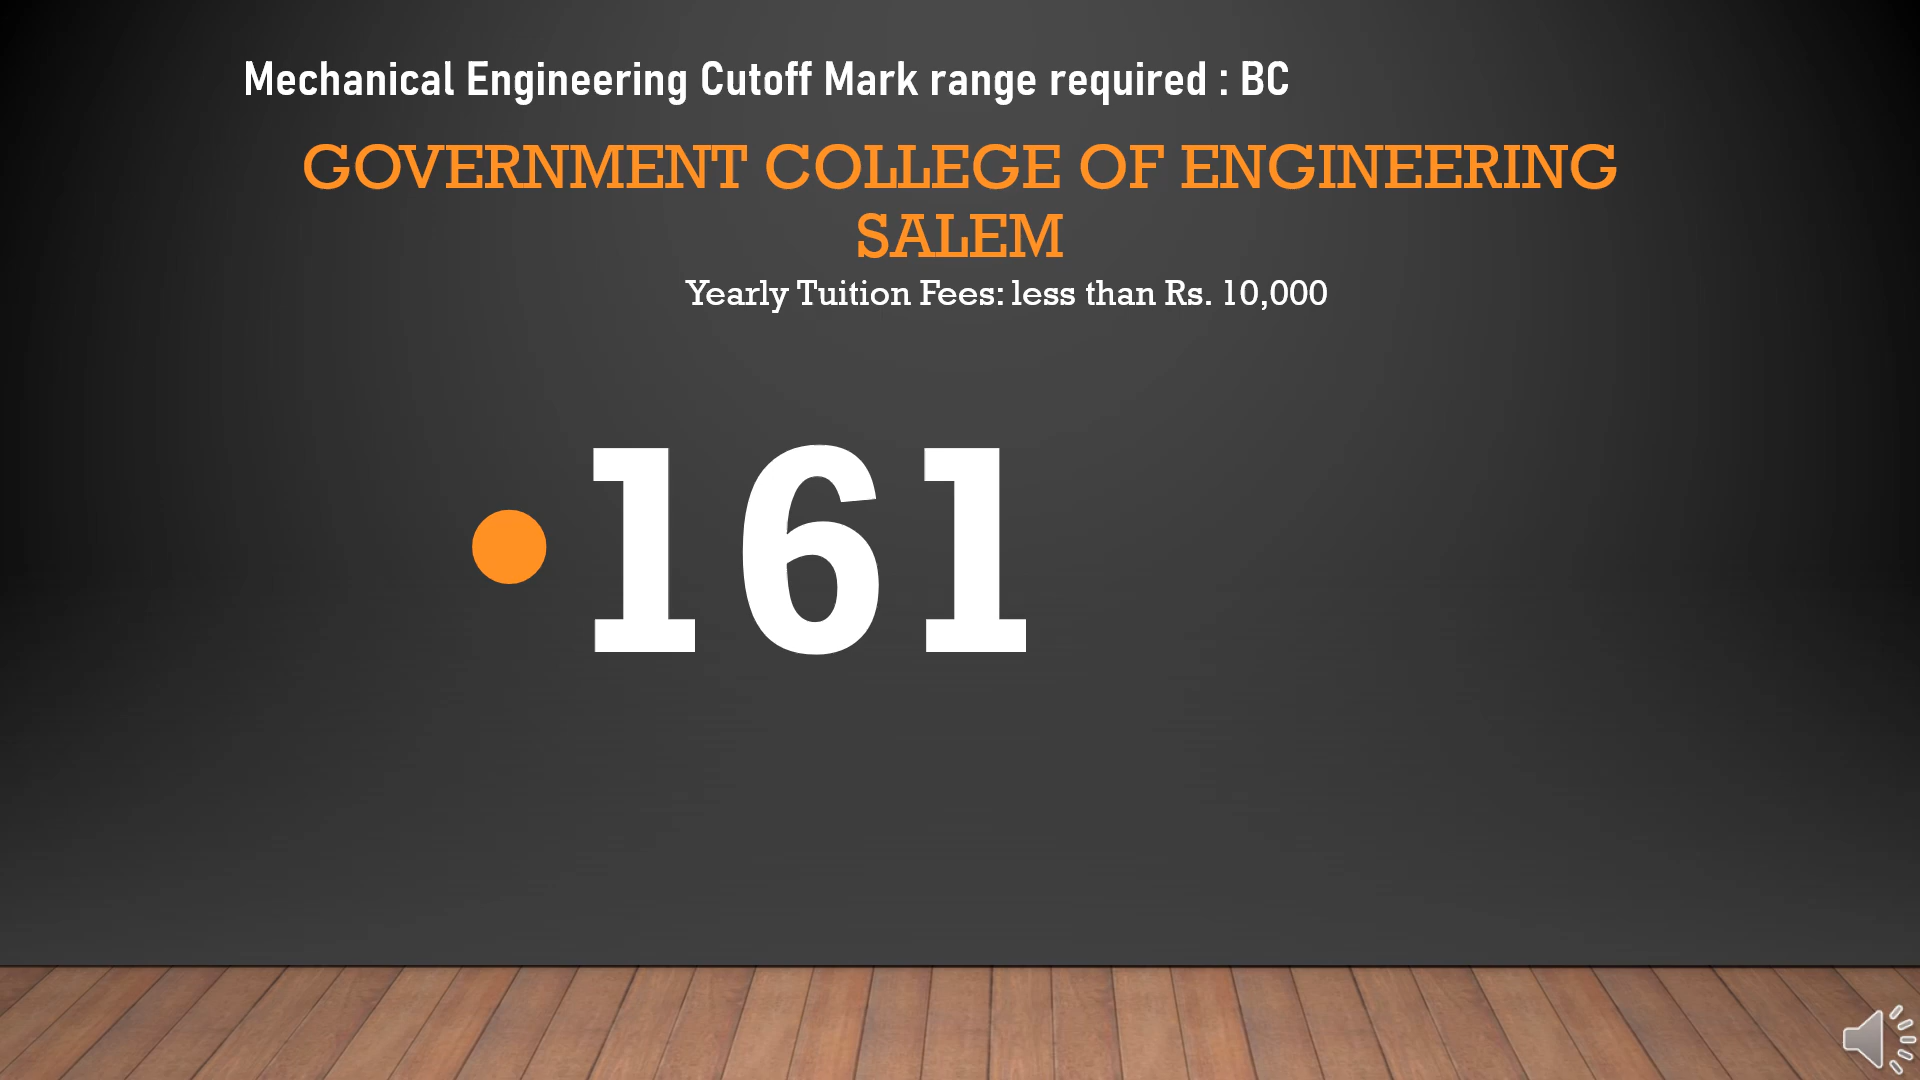 Mechanical Engineering Cutoff Mark range required : BC
GOVERNMENT COLLEGE OF ENGINEERING
SALEM
Yearly Tuition Fees: less than Rs. 10,000
161